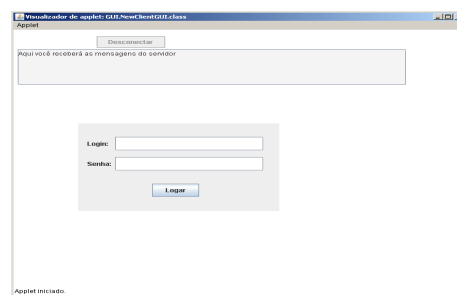 Visualizador de applet: GUI.NewClientGUI.class
Applet
Desconectar
Aqui você receberá as mensagens do servidor
Login:
Senha:
Logar
Applet iniciado.